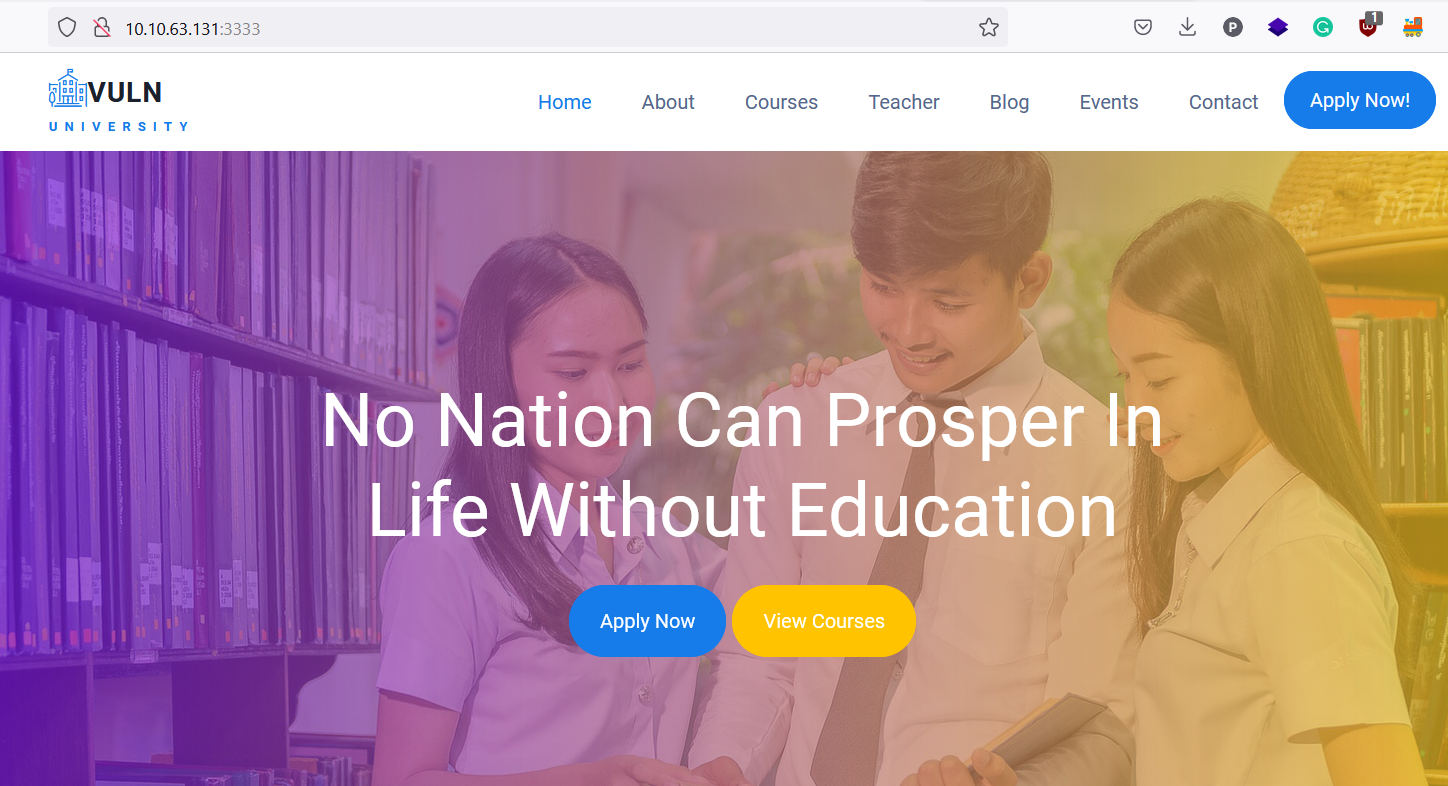 10.10.63.131:3333
P
1
VULN
UNIVERSITY
Home About Courses Teacher Blog Events Contact Apply Now!
No Nation Can Prosper In
Life Without Education
Apply Now View Courses